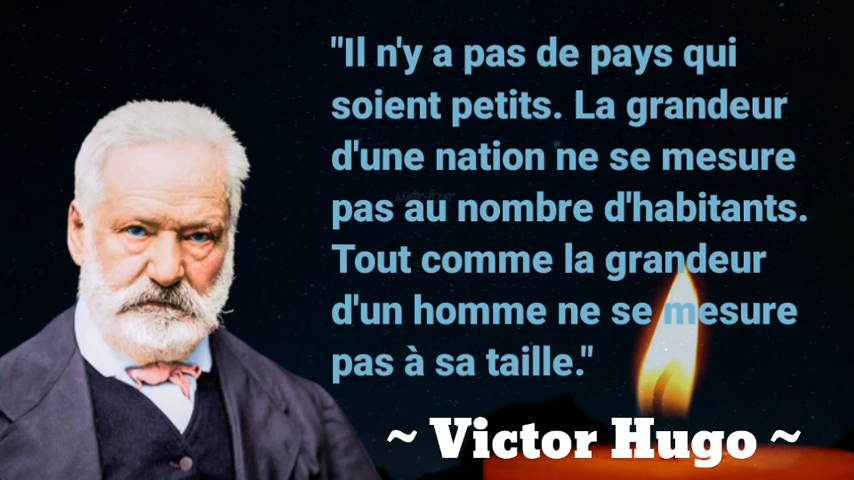 "Il n'y a pas de pays qui
soient petits. La grandeur
d'une nation ne se mesure
pas au nombre d'habitants.
Tout comme la grandeur
d'un homme ne se mesure
pas à sa taille."
~ Victor Hugo ~